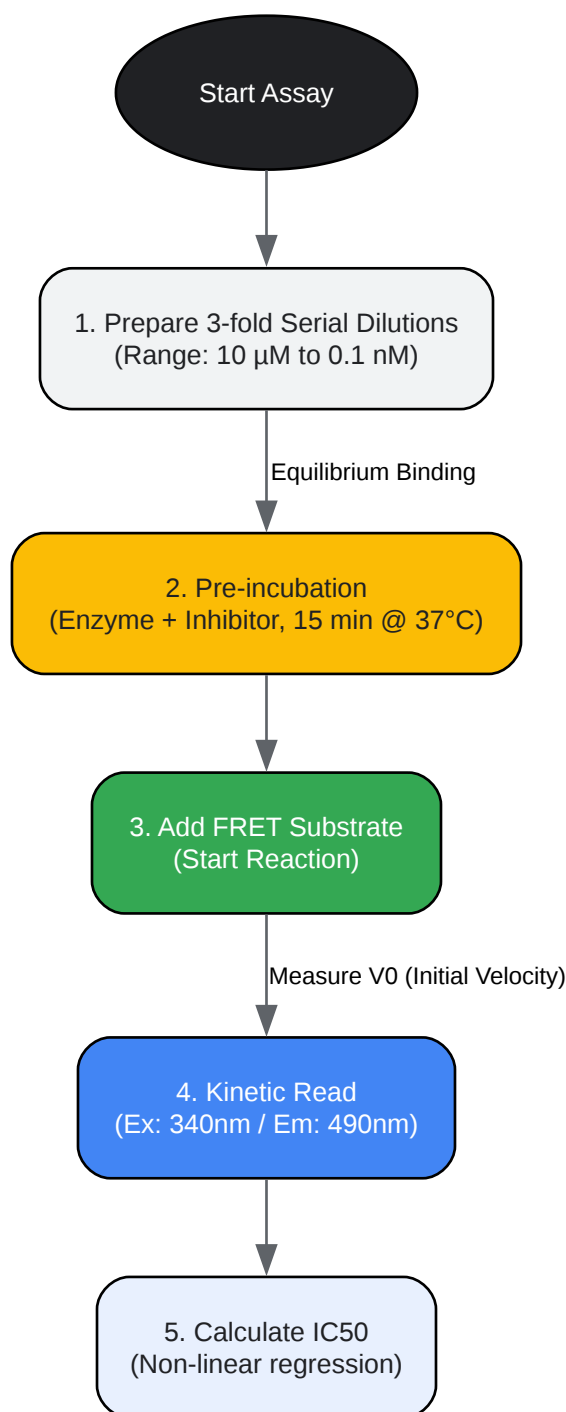 Start Assay
1. Prepare 3-fold Serial Dilutions
(Range: 10 µM to 0.1 nM)
Equilibrium Binding
2. Pre-incubation
(Enzyme + Inhibitor, 15 min @ 37°C)
3. Add FRET Substrate
(Start Reaction)
Measure V0 (Initial Velocity)
4. Kinetic Read
(Ex: 340nm / Em: 490nm)
5. Calculate IC50
(Non-linear regression)